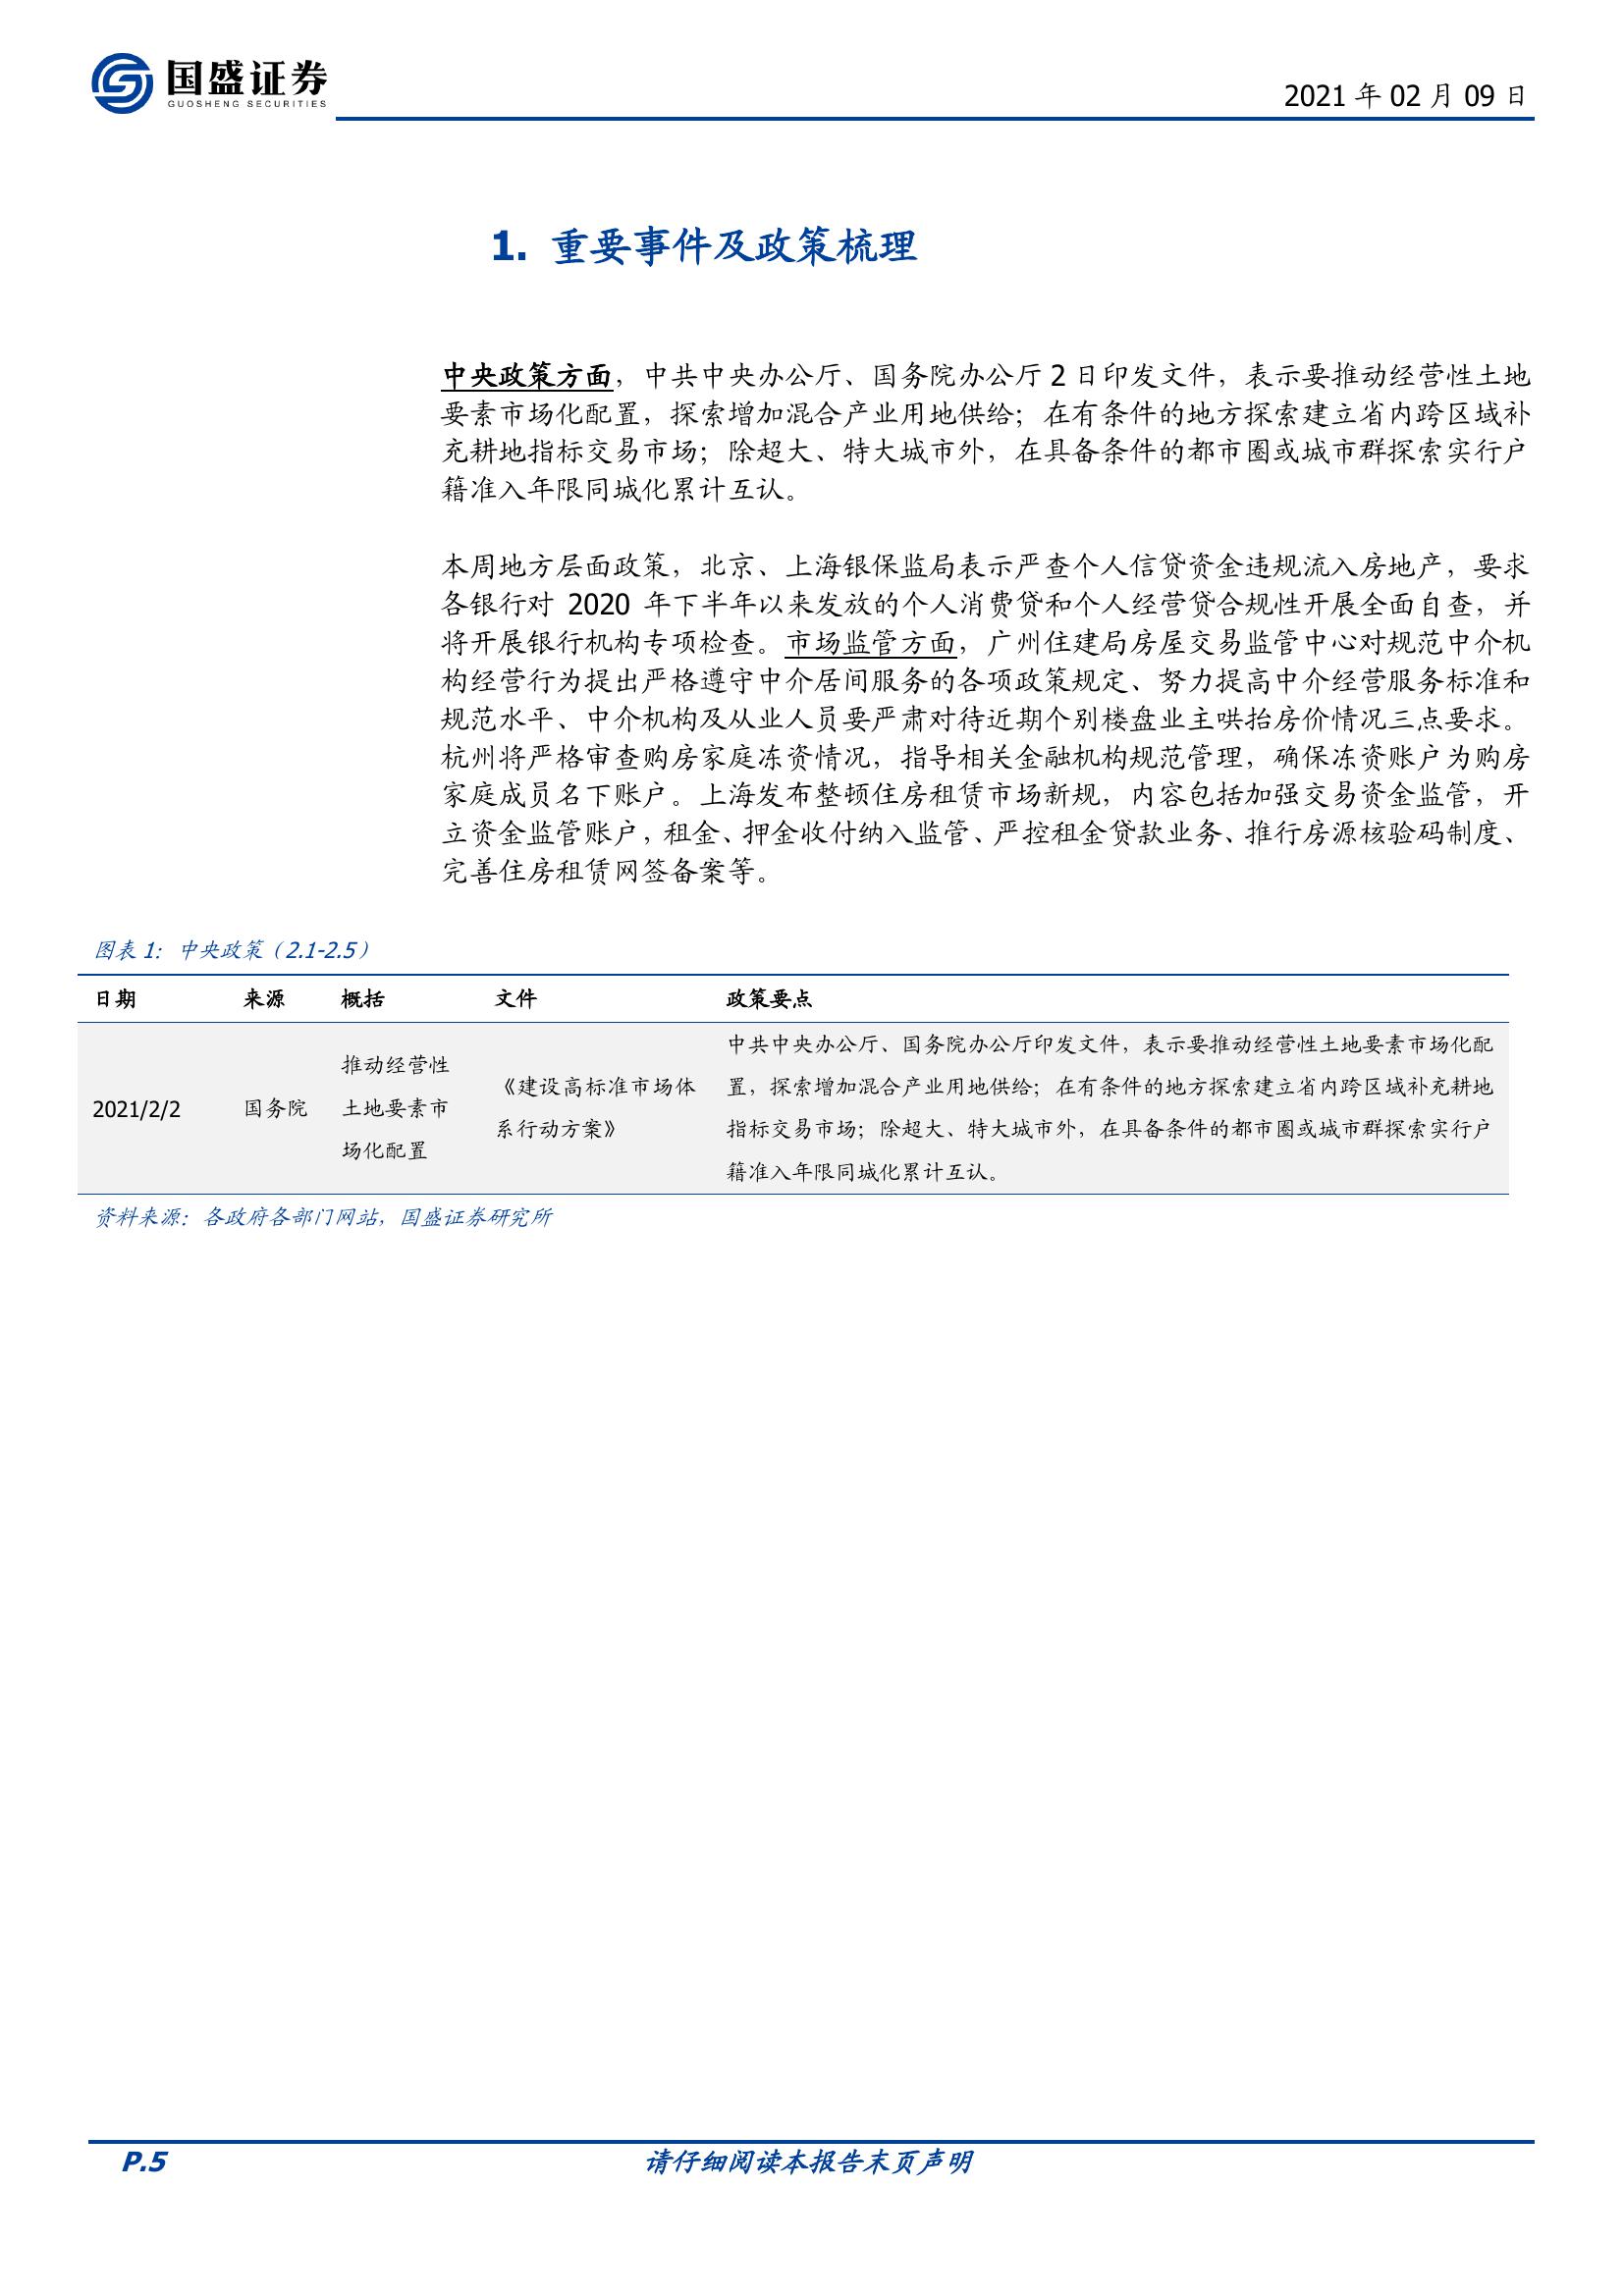 国盛证券
GUOSHENG SECURITIES
2021 年 02 月 09 日
1. 重要事件及政策梳理
中央政策方面，中共中央办公厅、国务院办公厅 2 日印发文件，表示要推动经营性土地
要素市场化配置，探索增加混合产业用地供给；在有条件的地方探索建立省内跨区域补
充耕地指标交易市场；除超大、特大城市外，在具备条件的都市圈或城市群探索实行户
籍准入年限同城化累计互认。
本周地方层面政策，北京、上海银保监局表示严查个人信贷资金违规流入房地产，要求
各银行对 2020 年下半年以来发放的个人消费贷和个人经营贷合规性开展全面自查，并
将开展银行机构专项检查。市场监管方面，广州住建局房屋交易监管中心对规范中介机
构经营行为提出严格遵守中介居间服务的各项政策规定、努力提高中介经营服务标准和
规范水平、中介机构及从业人员要严肃对待近期个别楼盘业主哄抬房价情况三点要求。
杭州将严格审查购房家庭冻资情况，指导相关金融机构规范管理，确保冻资账户为购房
家庭成员名下账户。上海发布整顿住房租赁市场新规，内容包括加强交易资金监管，开
立资金监管账户，租金、押金收付纳入监管、严控租金贷款业务、推行房源核验码制度、
完善住房租赁网签备案等。
图表 1：中央政策（2.1-2.5）
日期 来源 概括 文件 政策要点
2021/2/2
国务院
推动经营性
土地要素市
场化配置
《建设高标准市场体
系行动方案》
中共中央办公厅、国务院办公厅印发文件，表示要推动经营性土地要素市场化配
置，探索增加混合产业用地供给；在有条件的地方探索建立省内跨区域补充耕地
指标交易市场；除超大、特大城市外，在具备条件的都市圈或城市群探索实行户
籍准入年限同城化累计互认。
资料来源：各政府各部门网站，国盛证券研究所
P.5
请仔细阅读本报告末页声明